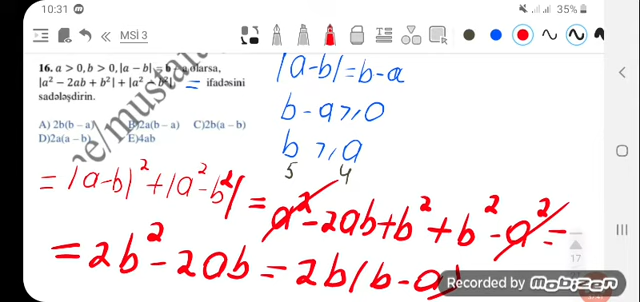 10:31 35%
MSİ 3
16. a > 0, b > 0, |a − b| = b − a olarsa,
|a² − 2ab + b²| + |a² − b²| = ifadəsini
sadələşdirin.
A) 2b(b − a) B) 2a(b − a) C) 2b(a − b)
D) 2a(a − b) E) 4ab
|a-b| = b-a
b - a ⩾ 0
b ⩾ a
5 4
= |a-b|² + |a² - b²| = a² - 2ab + b² + b² - a² =
= 2b² - 2ab = 2b(b - a)
17
Recorded by mobizen